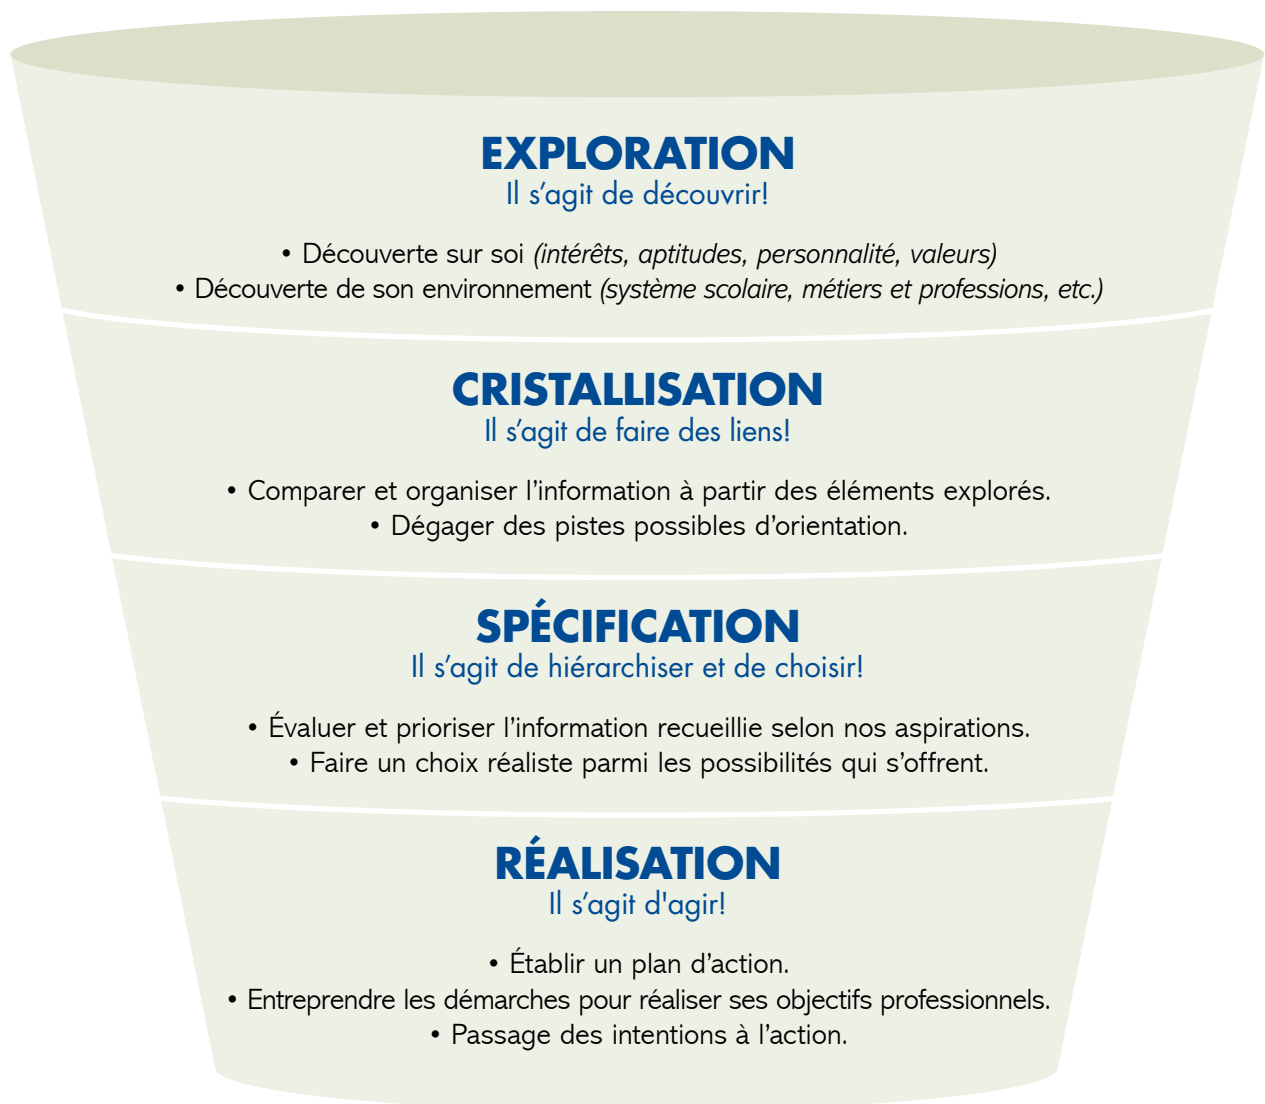 EXPLORATION
Il s’agit de découvrir!
• Découverte sur soi (intérêts, aptitudes, personnalité, valeurs)
• Découverte de son environnement (système scolaire, métiers et professions, etc.)
CRISTALLISATION
Il s’agit de faire des liens!
• Comparer et organiser l’information à partir des éléments explorés.
• Dégager des pistes possibles d’orientation.
SPÉCIFICATION
Il s’agit de hiérarchiser et de choisir!
• Évaluer et prioriser l’information recueillie selon nos aspirations.
• Faire un choix réaliste parmi les possibilités qui s’offrent.
RÉALISATION
Il s’agit d'agir!
• Établir un plan d’action.
• Entreprendre les démarches pour réaliser ses objectifs professionnels.
• Passage des intentions à l’action.